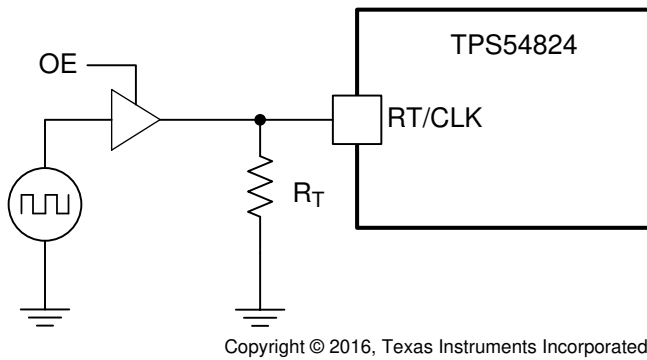 TPS54824
OE
RT/CLK
RT
Copyright © 2016, Texas Instruments Incorporated